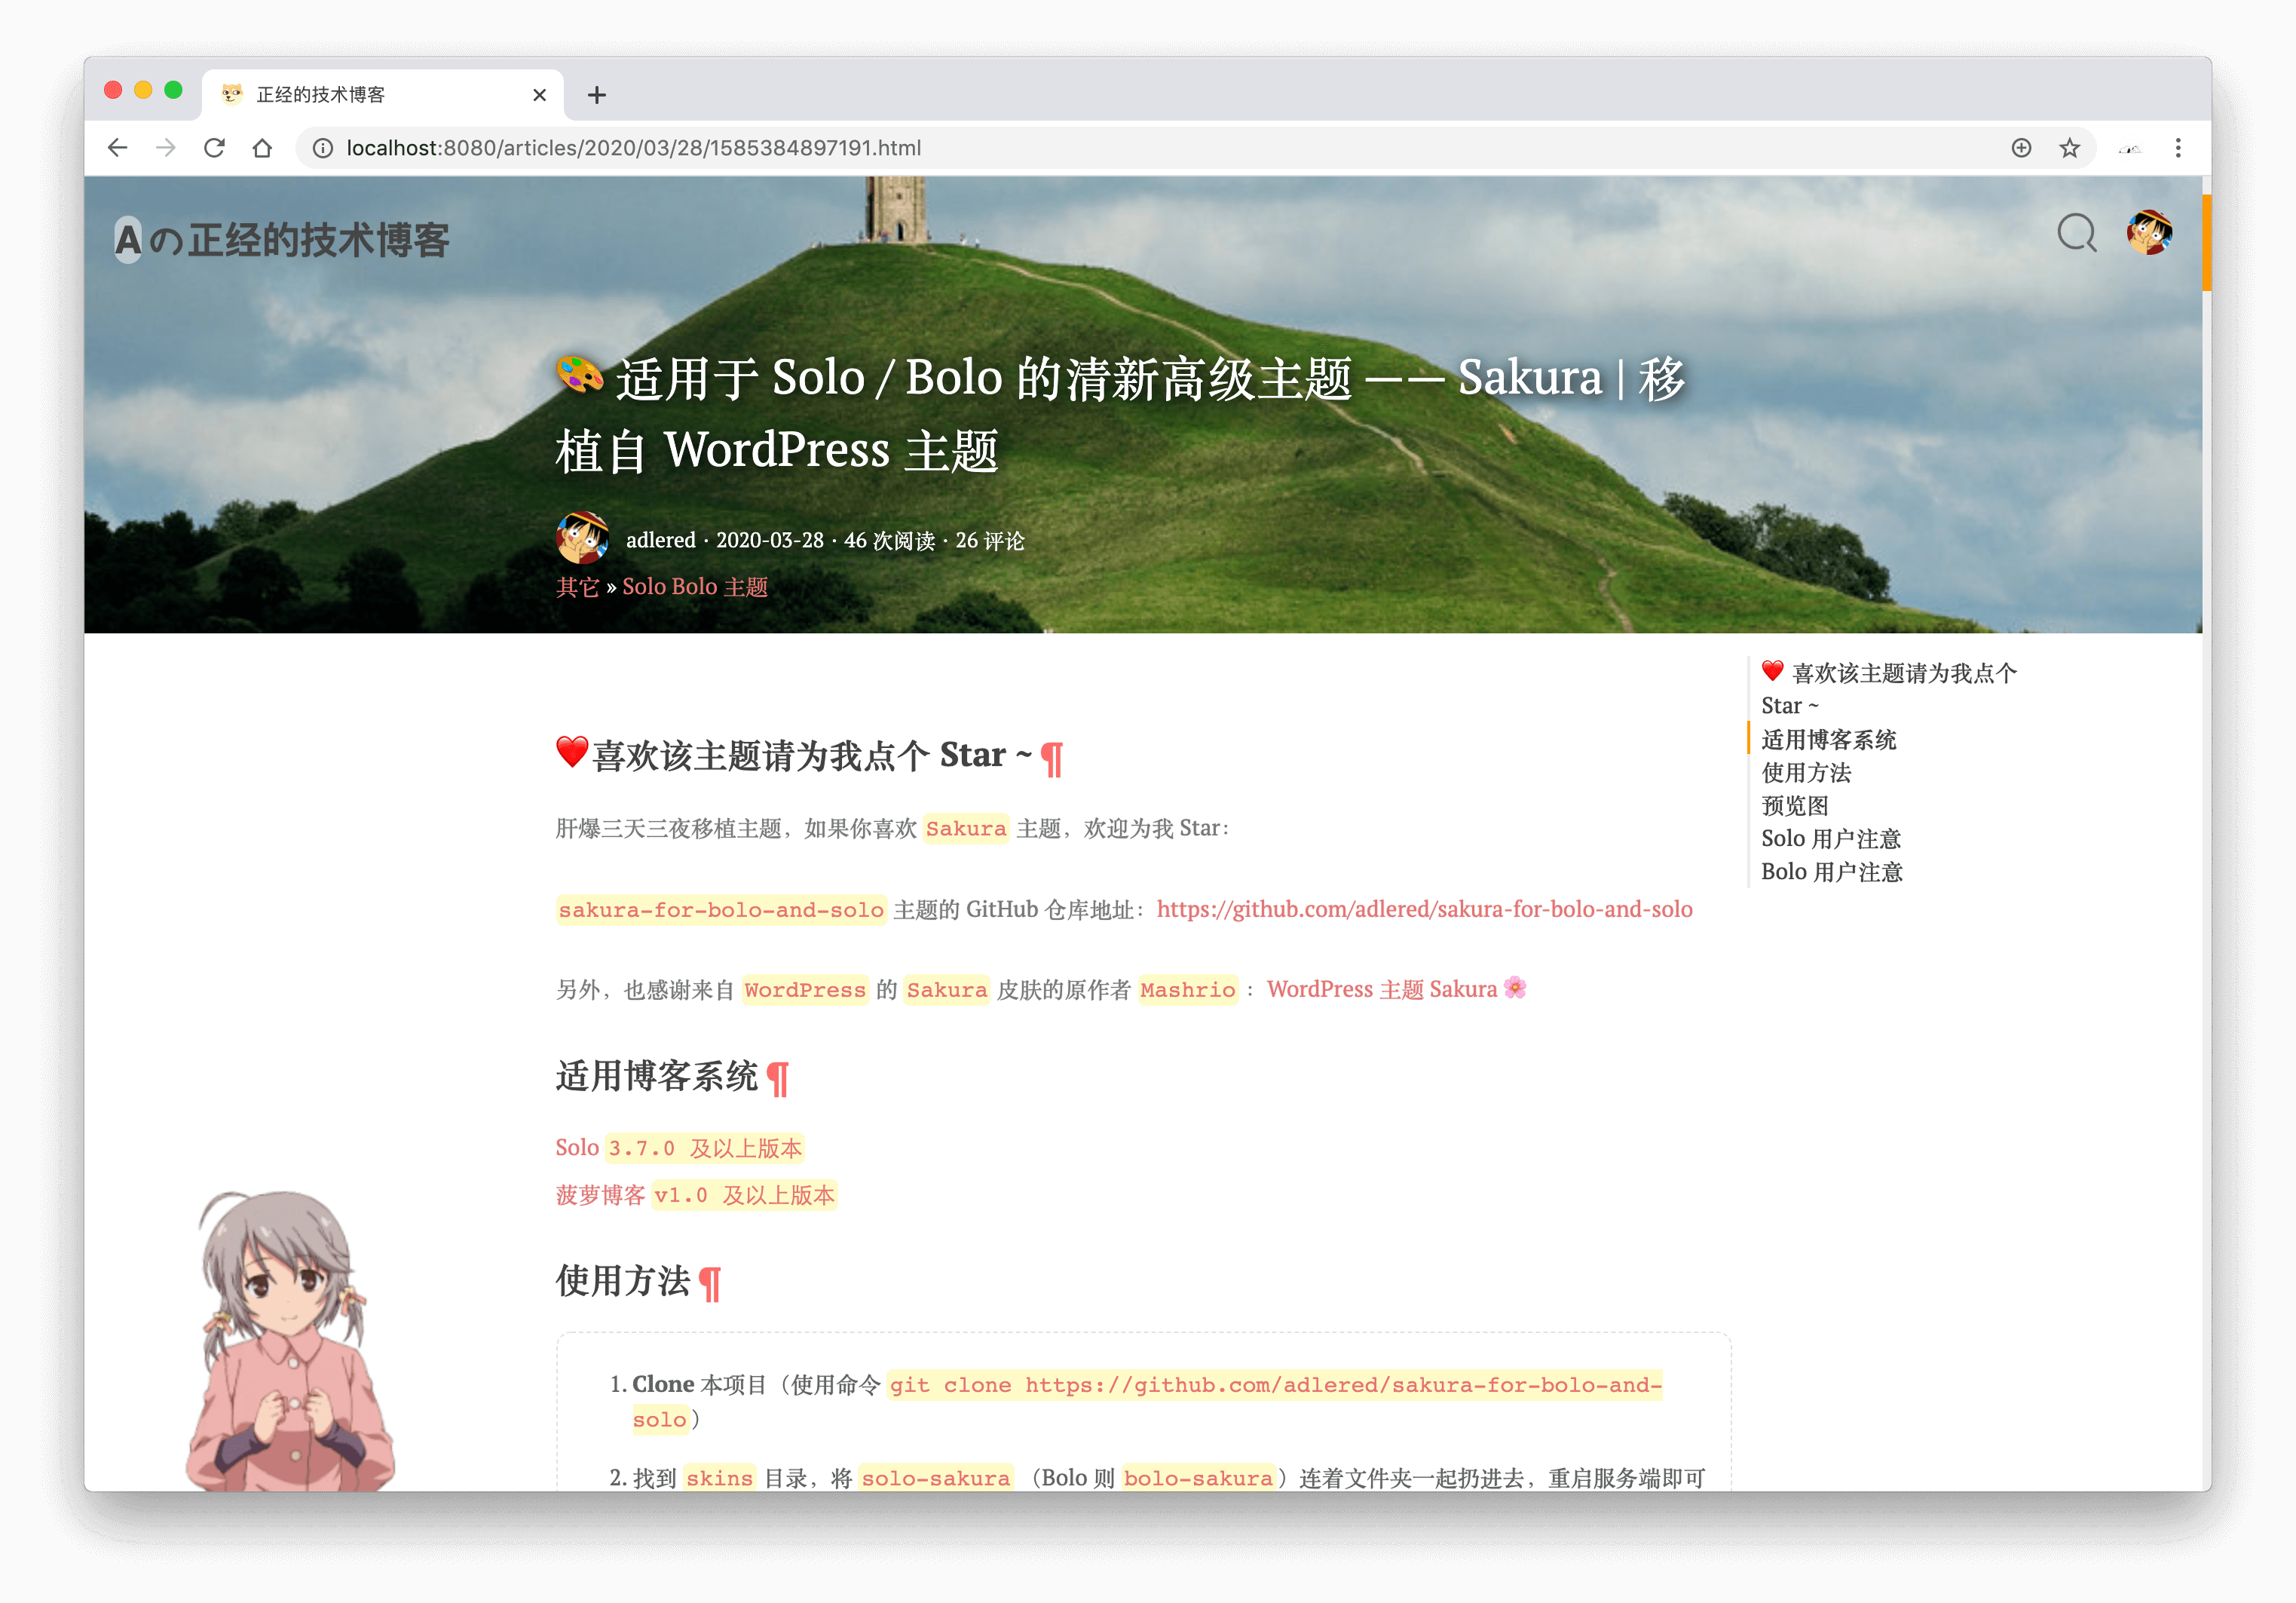 正经的技术博客
localhost:8080/articles/2020/03/28/1585384897191.html
Aの正经的技术博客
🎨 适用于 Solo / Bolo 的清新高级主题 —— Sakura | 移
植自 WordPress 主题
adlered · 2020-03-28 · 46 次阅读 · 26 评论
其它 » Solo Bolo 主题
❤️ 喜欢该主题请为我点个
Star ~
适用博客系统
使用方法
预览图
Solo 用户注意
Bolo 用户注意
❤️喜欢该主题请为我点个 Star ~ ¶
肝爆三天三夜移植主题，如果你喜欢 Sakura 主题，欢迎为我 Star：
sakura-for-bolo-and-solo 主题的 GitHub 仓库地址：https://github.com/adlered/sakura-for-bolo-and-solo
另外，也感谢来自 WordPress 的 Sakura 皮肤的原作者 Mashrio ：WordPress 主题 Sakura 🌸
适用博客系统 ¶
Solo 3.7.0 及以上版本
菠萝博客 v1.0 及以上版本
使用方法 ¶
1. Clone 本项目（使用命令 git clone https://github.com/adlered/sakura-for-bolo-and-
solo）
2. 找到 skins 目录，将 solo-sakura （Bolo 则 bolo-sakura）连着文件夹一起扔进去，重启服务端即可